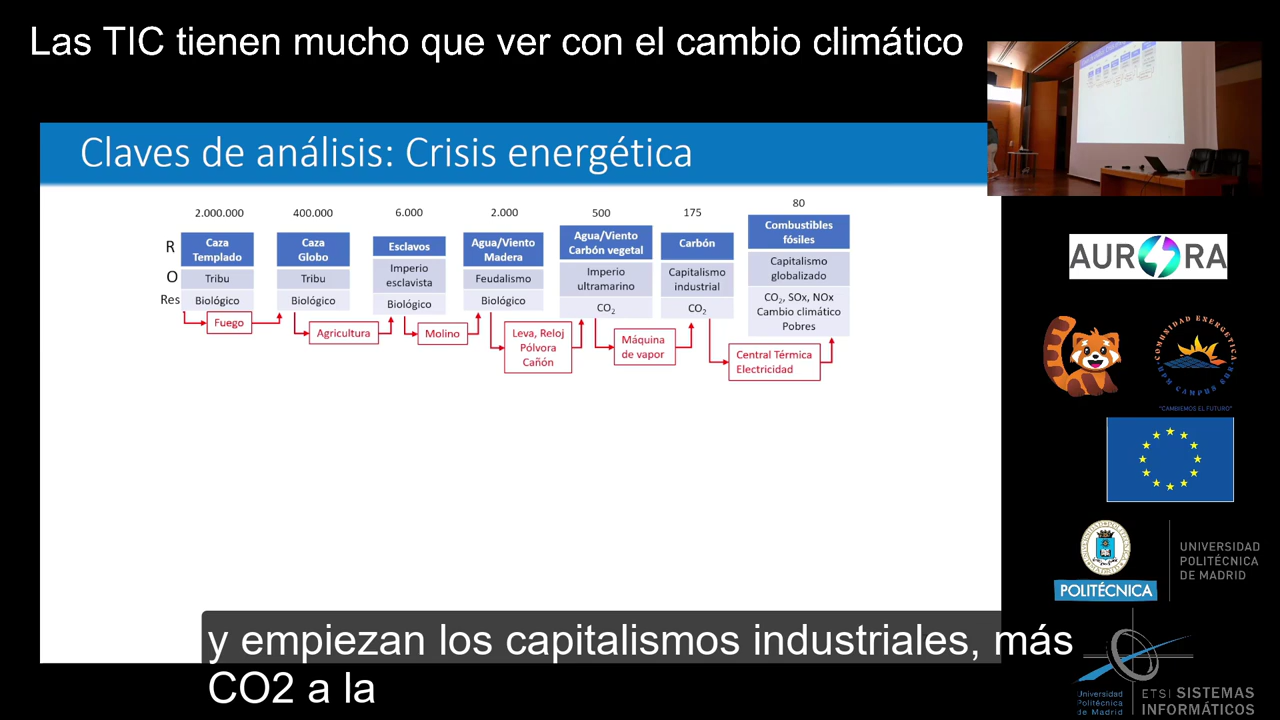 Las TIC tienen mucho que ver con el cambio climático
Claves de análisis: Crisis energética
2.000.000
400.000
6.000
2.000
500
175
80
R
O
Res
Caza
Templado
Tribu
Biológico
Fuego
Caza
Globo
Tribu
Biológico
Agricultura
Esclavos
Imperio
esclavista
Biológico
Molino
Agua/Viento
Madera
Feudalismo
Biológico
Leva, Reloj
Pólvora
Cañón
Agua/Viento
Carbón vegetal
Imperio
ultramarino
CO₂
Máquina
de vapor
Carbón
Capitalismo
industrial
CO₂
Central Térmica
Electricidad
Combustibles
fósiles
Capitalismo
globalizado
CO₂, SOx, NOx
Cambio climático
Pobres
AURORA
COMUNIDAD ENERGÉTICA
UPM CAMPUS SUR
"CAMBIEMOS EL FUTURO"
POLITÉCNICA
UNIVERSIDAD
POLITÉCNICA
DE MADRID
Universidad
Politécnica
de Madrid
ETSI SISTEMAS
INFORMÁTICOS
y empiezan los capitalismos industriales, más
CO2 a la